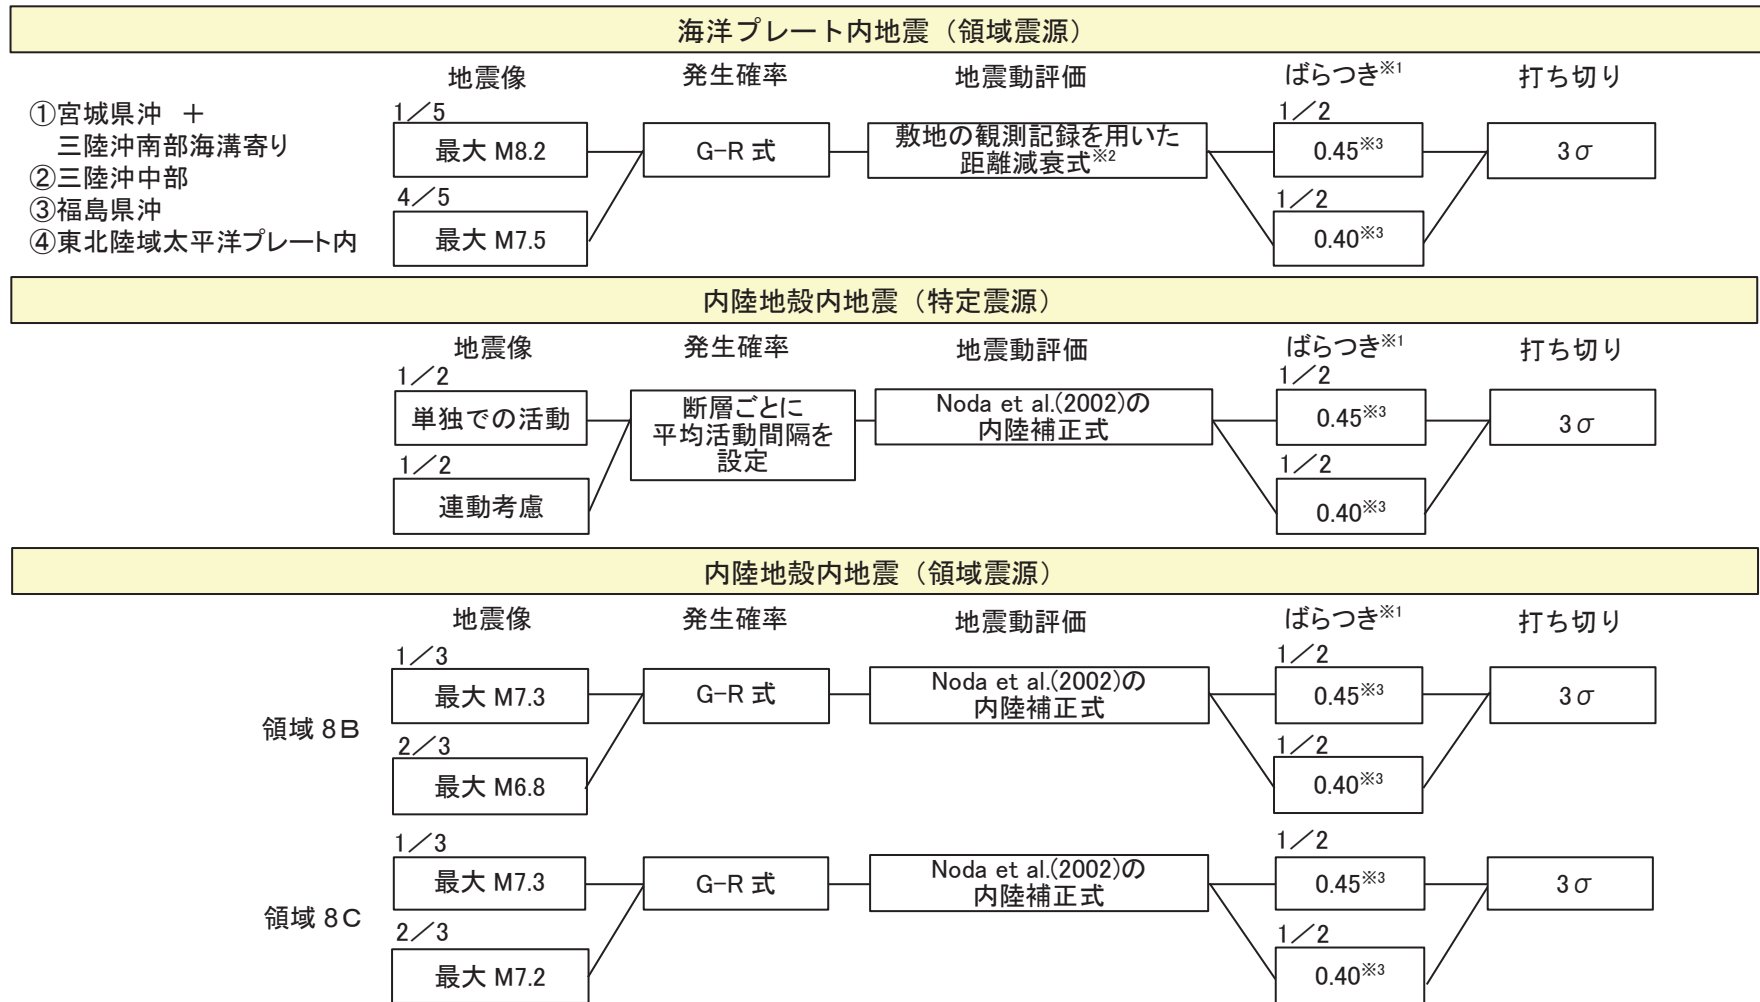 海洋プレート内地震（領域震源）
地震像 発生確率 地震動評価 ばらつき※1 打ち切り
①宮城県沖 ＋
三陸沖南部海溝寄り
②三陸沖中部
③福島県沖
④東北陸域太平洋プレート内
1／5
最大 M8.2
4／5
最大 M7.5
G-R 式
敷地の観測記録を用いた
距離減衰式※2
1／2
0.45※3
1／2
0.40※3
3σ
内陸地殻内地震（特定震源）
地震像 発生確率 地震動評価 ばらつき※1 打ち切り
1／2
単独での活動
1／2
連動考慮
断層ごとに
平均活動間隔を
設定
Noda et al.(2002)の
内陸補正式
1／2
0.45※3
1／2
0.40※3
3σ
内陸地殻内地震（領域震源）
地震像 発生確率 地震動評価 ばらつき※1 打ち切り
領域 8B
1／3
最大 M7.3
2／3
最大 M6.8
G-R 式
Noda et al.(2002)の
内陸補正式
1／2
0.45※3
1／2
0.40※3
3σ
領域 8C
1／3
最大 M7.3
2／3
最大 M7.2
G-R 式
Noda et al.(2002)の
内陸補正式
1／2
0.45※3
1／2
0.40※3
3σ